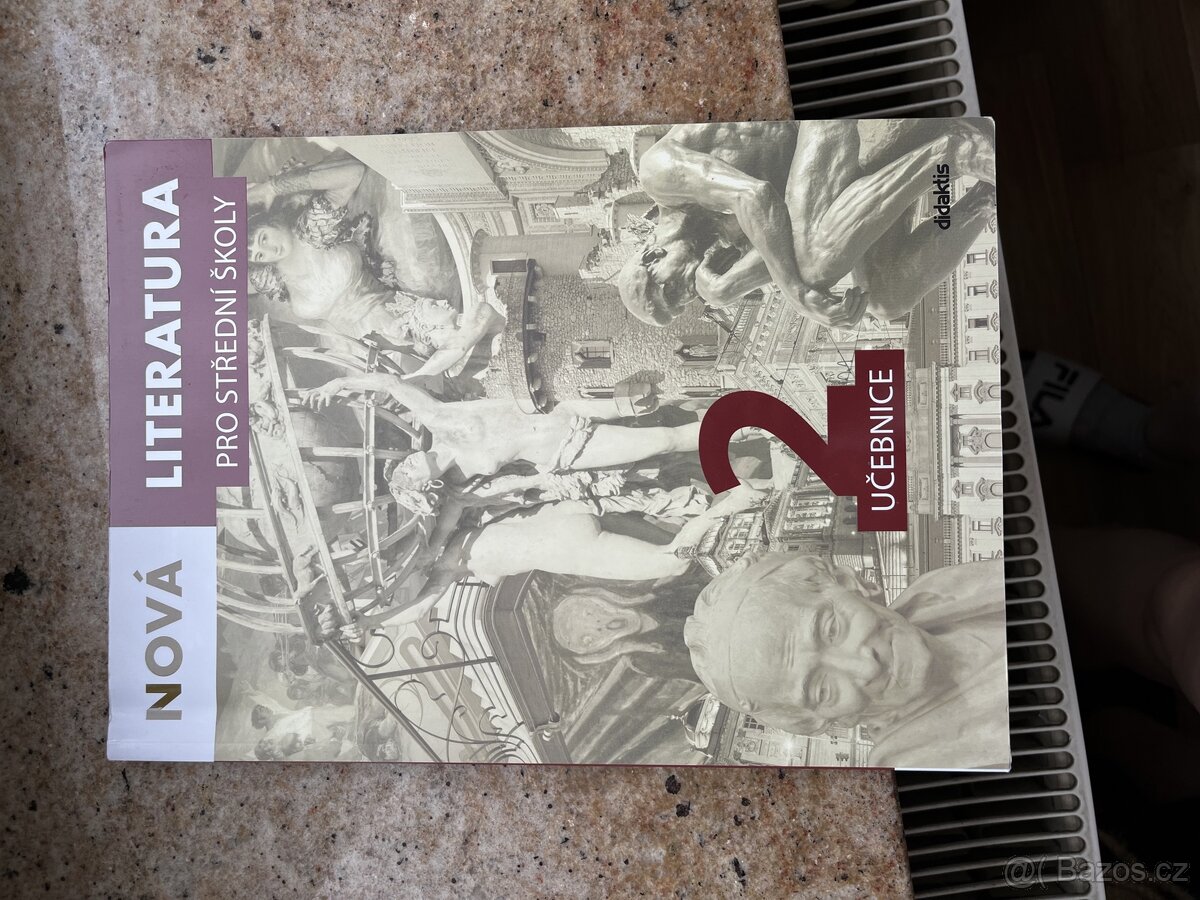 NOVÁ LITERATURA
PRO STŘEDNÍ ŠKOLY
2
UČEBNICE
didaktis
FILA
@( Bazos.cz